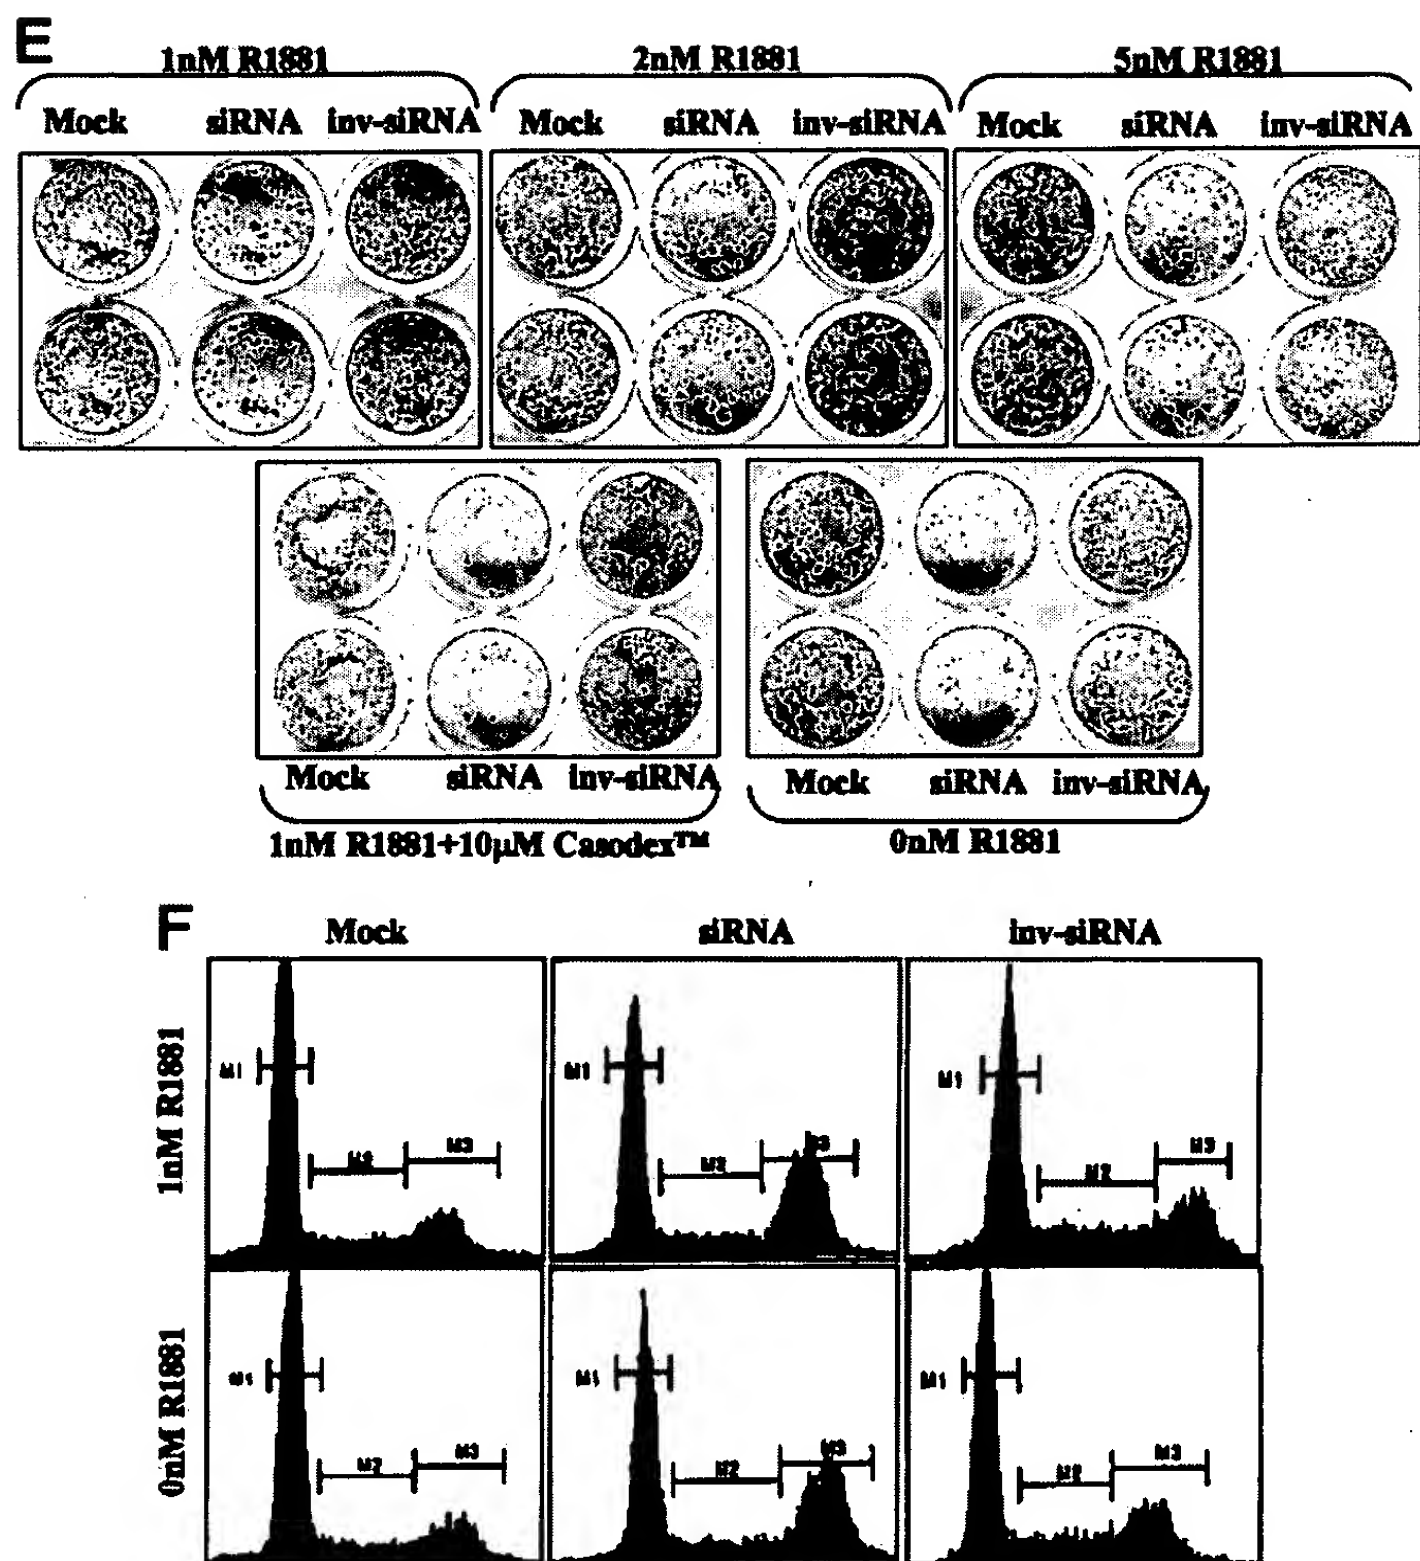 E
1nM R1881 2nM R1881 5nM R1881
Mock siRNA inv-siRNA Mock siRNA inv-siRNA Mock siRNA inv-siRNA
Mock siRNA inv-siRNA Mock siRNA inv-siRNA
1nM R1881+10µM Casodex™ 0nM R1881
F
Mock siRNA inv-siRNA
1nM R1881
M1 M2 M3 M1 M2 M3 M1 M2 M3
0nM R1881
M1 M2 M3 M1 M2 M3 M1 M2 M3